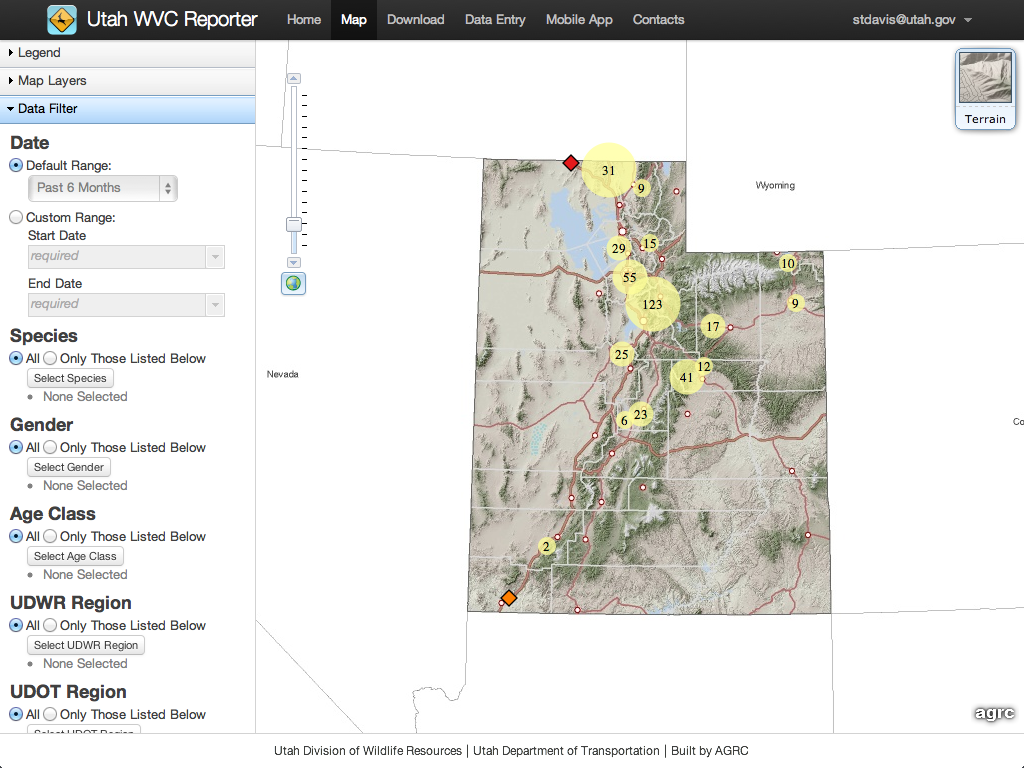 Utah WVC Reporter
Home Map Download Data Entry Mobile App Contacts
stdavis@utah.gov
Legend
Map Layers
Data Filter
Date
Default Range:
Past 6 Months
Custom Range:
Start Date
required
End Date
required
Species
All Only Those Listed Below
Select Species
None Selected
Gender
All Only Those Listed Below
Select Gender
None Selected
Age Class
All Only Those Listed Below
Select Age Class
None Selected
UDWR Region
All Only Those Listed Below
Select UDWR Region
None Selected
UDOT Region
All Only Those Listed Below
Select UDOT Region
Terrain
31
9
Wyoming
29
15
10
55
123
9
17
25
12
41
Nevada
6
23
Co
2
agrc
Utah Division of Wildlife Resources | Utah Department of Transportation | Built by AGRC